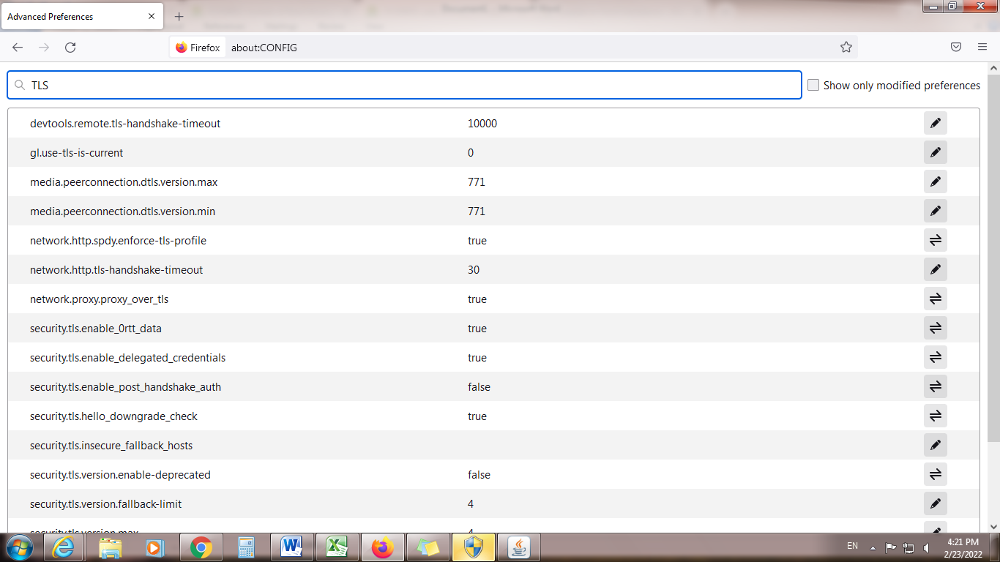 Advanced Preferences
Firefox about:CONFIG
TLS
Show only modified preferences
devtools.remote.tls-handshake-timeout 10000
gl.use-tls-is-current 0
media.peerconnection.dtls.version.max 771
media.peerconnection.dtls.version.min 771
network.http.spdy.enforce-tls-profile true
network.http.tls-handshake-timeout 30
network.proxy.proxy_over_tls true
security.tls.enable_0rtt_data true
security.tls.enable_delegated_credentials true
security.tls.enable_post_handshake_auth false
security.tls.hello_downgrade_check true
security.tls.insecure_fallback_hosts
security.tls.version.enable-deprecated false
security.tls.version.fallback-limit 4
security.tls.version.max 4
EN
4:21 PM
2/23/2022